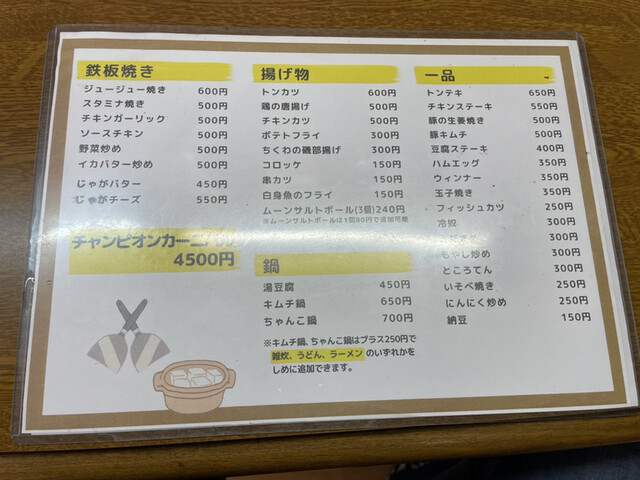 鉄板焼き
ジュージュー焼き 600円
スタミナ焼き 500円
チキンガーリック 500円
ソースチキン 500円
野菜炒め 500円
イカバター炒め 500円
じゃがバター 450円
じゃがチーズ 550円
チャンピオンカー
4500円
揚げ物
トンカツ 600円
鶏の唐揚げ 500円
チキンカツ 500円
ポテトフライ 300円
ちくわの磯部揚げ 300円
コロッケ 150円
串カツ 150円
白身魚のフライ 150円
ムーンサルトボール(3個)240円
※ムーンサルトボールは1個80円で追加可能
鍋
湯豆腐 450円
キムチ鍋 650円
ちゃんこ鍋 700円
※キムチ鍋、ちゃんこ鍋はプラス250円で
雑炊、うどん、ラーメン のいずれかを
しめに追加できます。
一品
トンテキ 650円
チキンステーキ 550円
豚の生姜焼き 500円
豚キムチ 500円
豆腐ステーキ 400円
ハムエッグ 350円
ウィンナー 350円
玉子焼き 350円
フィッシュカツ 250円
冷奴 300円
300円
もやし炒め 300円
ところてん 300円
いそべ焼き 250円
にんにく炒め 250円
納豆 150円